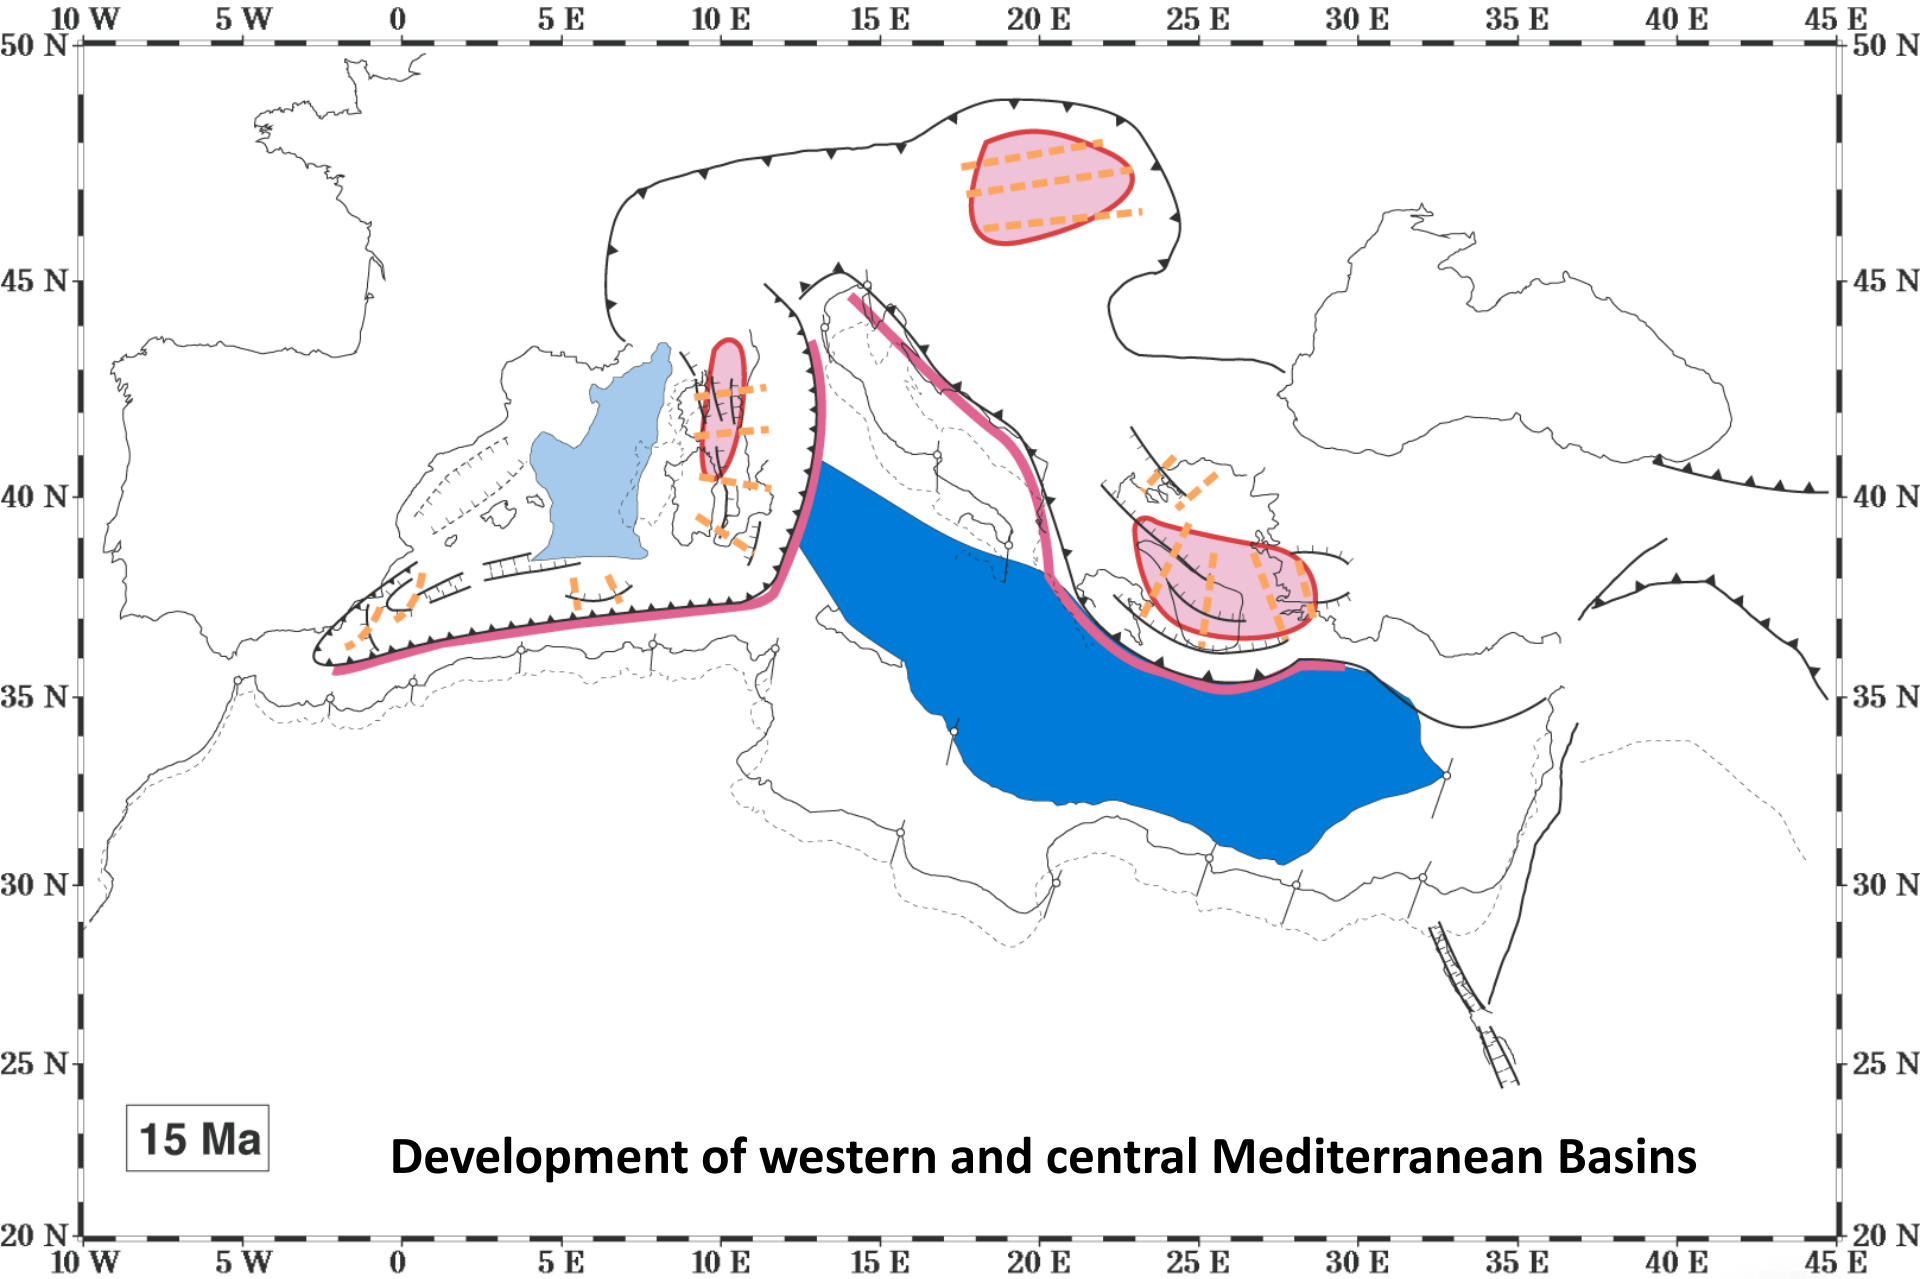 10 W 5 W 0 5 E 10 E 15 E 20 E 25 E 30 E 35 E 40 E 45 E
50 N 50 N
45 N 45 N
40 N 40 N
35 N 35 N
30 N 30 N
25 N 25 N
15 Ma
Development of western and central Mediterranean Basins
20 N 20 N
10 W 5 W 0 5 E 10 E 15 E 20 E 25 E 30 E 35 E 40 E 45 E